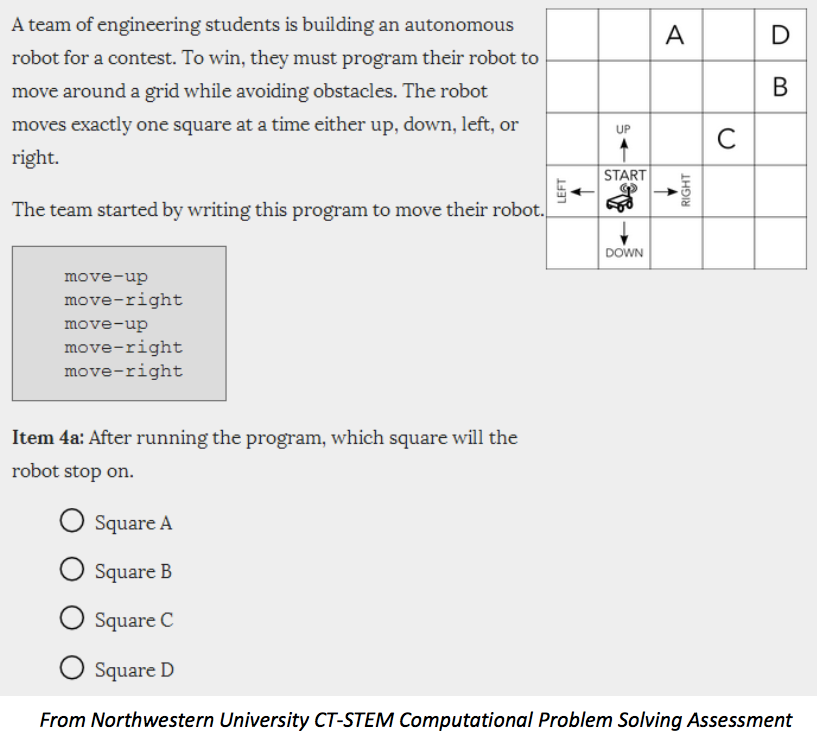 A team of engineering students is building an autonomous
robot for a contest. To win, they must program their robot to
move around a grid while avoiding obstacles. The robot
moves exactly one square at a time either up, down, left, or
right.
The team started by writing this program to move their robot.
move-up
move-right
move-up
move-right
move-right
A
D
B
UP
C
START
LEFT
RIGHT
DOWN
Item 4a: After running the program, which square will the
robot stop on.
Square A
Square B
Square C
Square D
From Northwestern University CT-STEM Computational Problem Solving Assessment